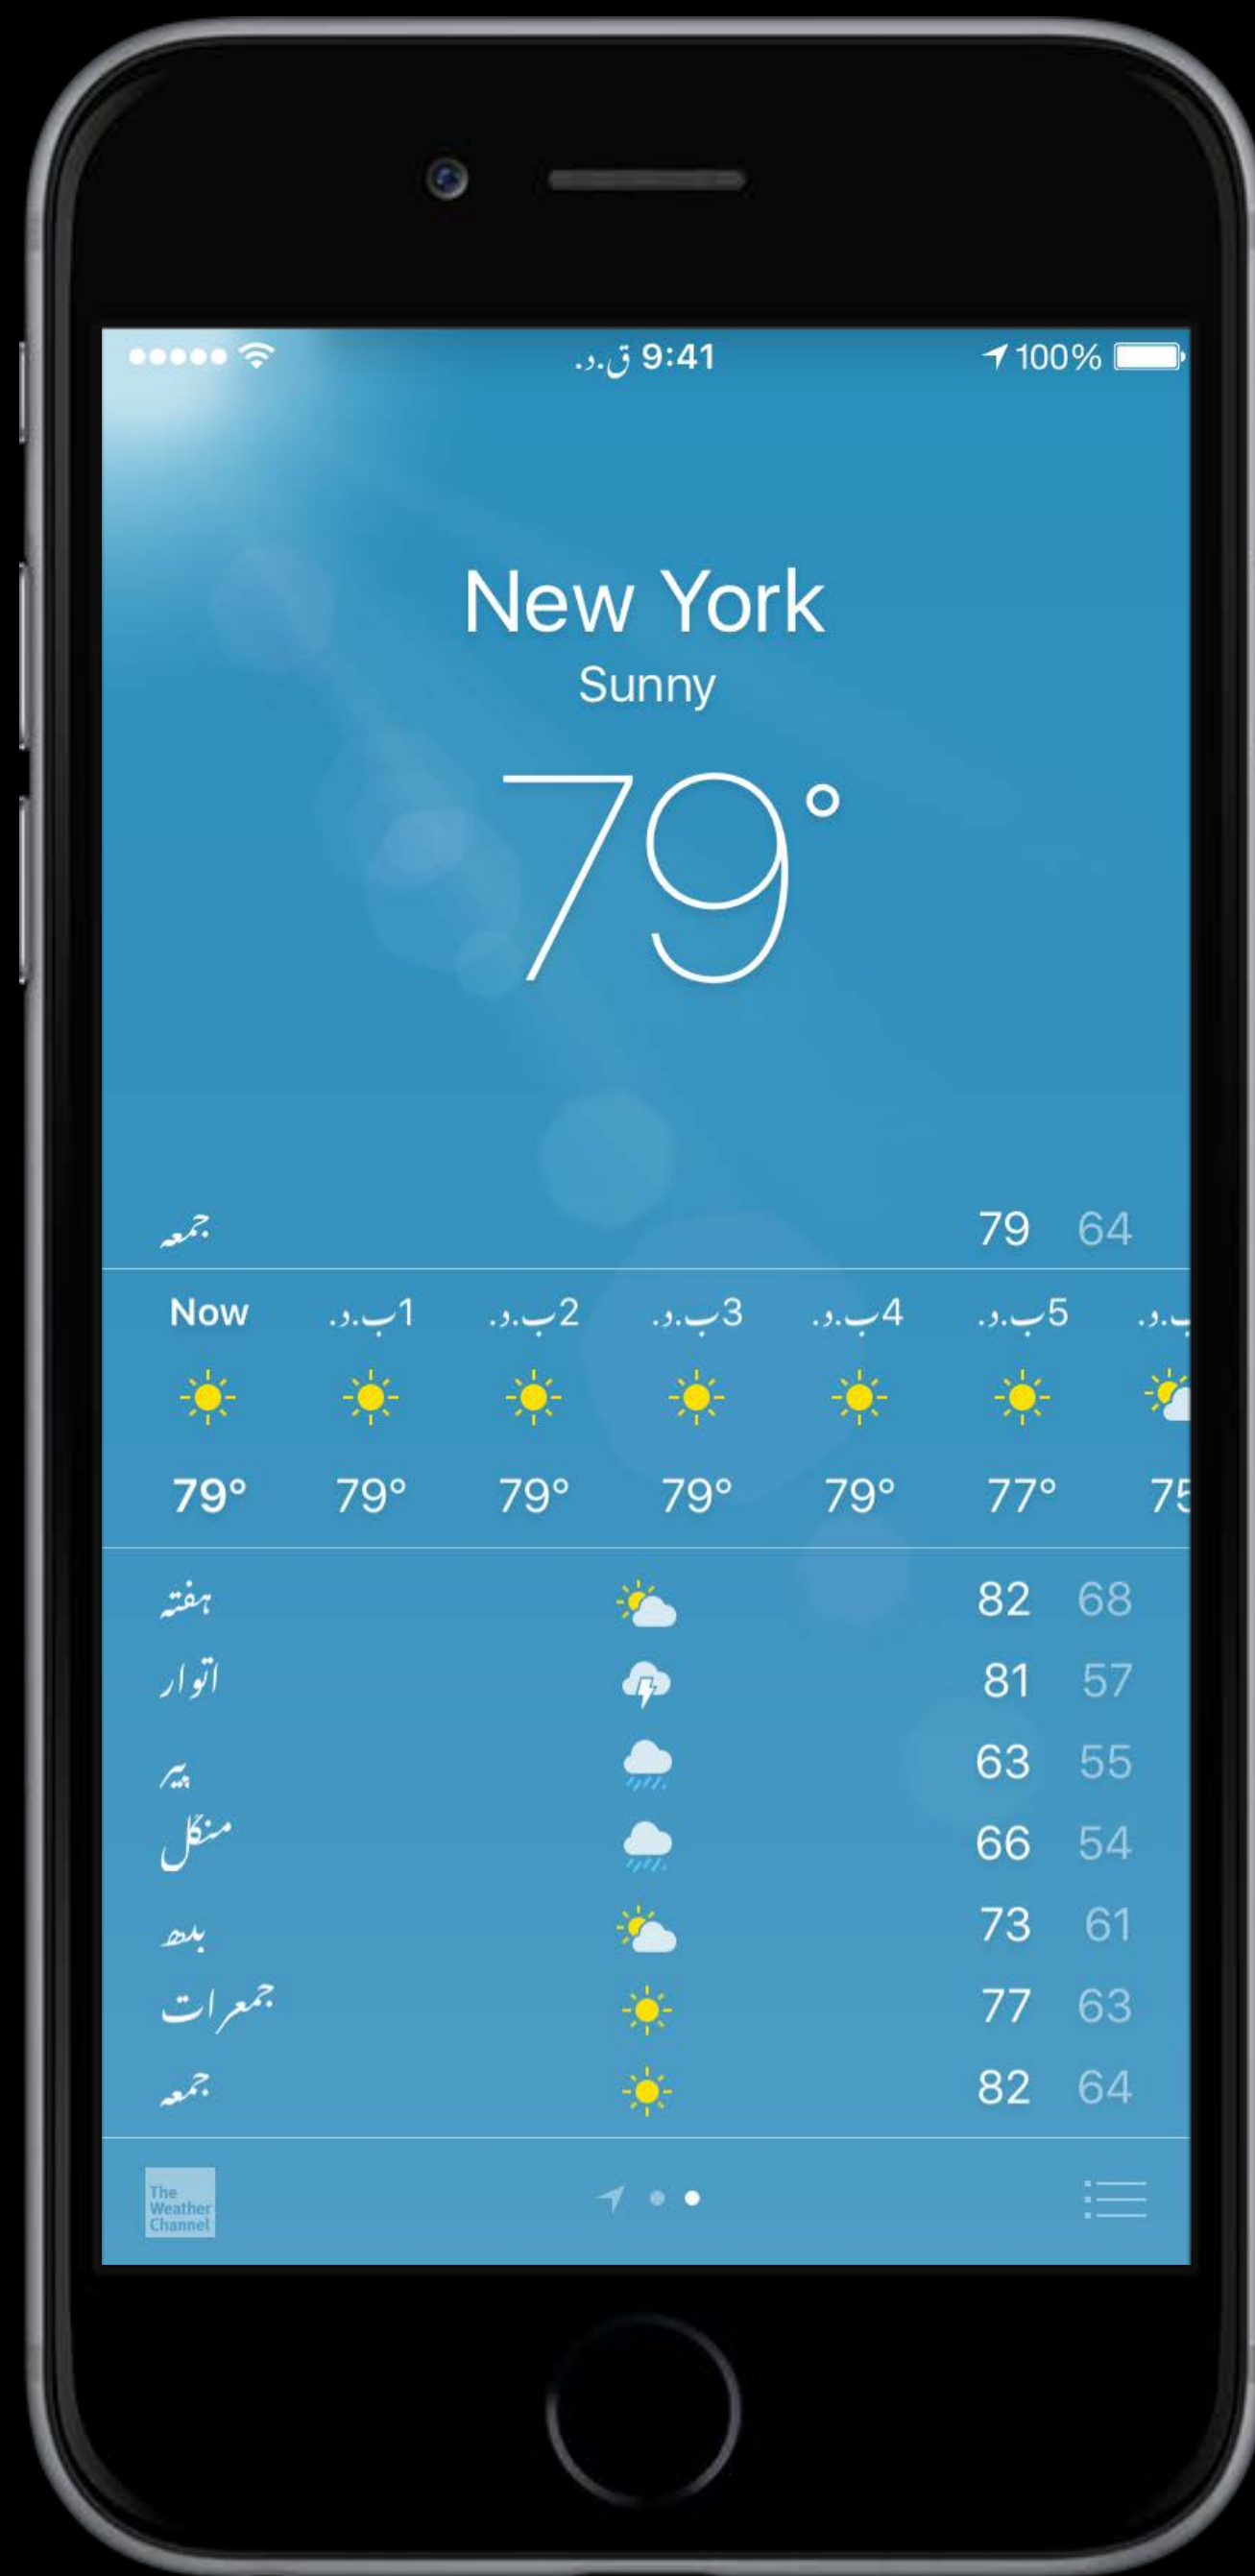 9:41 ق.د. 100%
New York
Sunny
79°
جمعہ 79 64
Now 1ب.د. 2ب.د. 3ب.د. 4ب.د. 5ب.د. ب.د.
79° 79° 79° 79° 79° 77° 75
ہفتہ 82 68
اتوار 81 57
پیر 63 55
منگل 66 54
بدھ 73 61
جمعرات 77 63
جمعہ 82 64
The
Weather
Channel